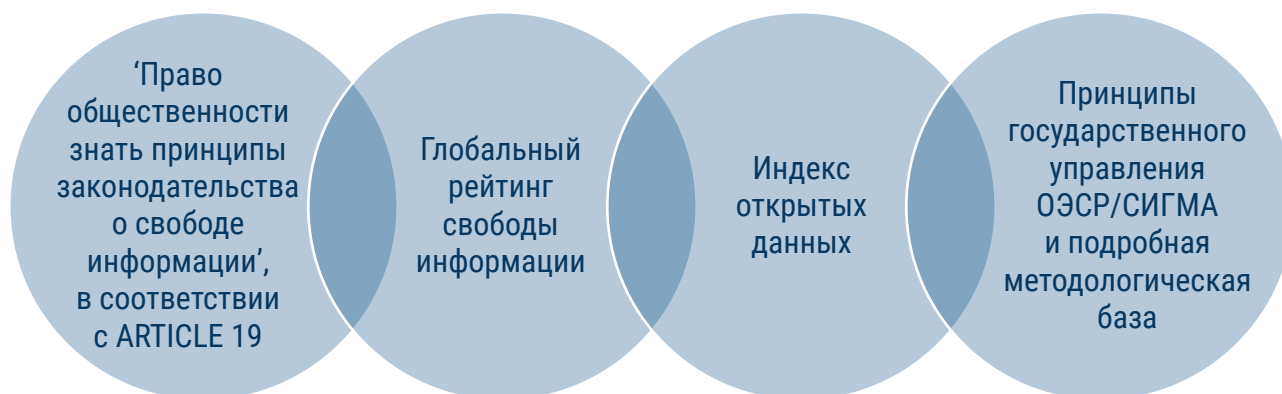 ‘Право
общественности
знать принципы
законодательства
о свободе
информации’,
в соответствии
с ARTICLE 19
Глобальный
рейтинг
свободы
информации
Индекс
открытых
данных
Принципы
государственного
управления
ОЭСР/СИГМА
и подробная
методологическая
база